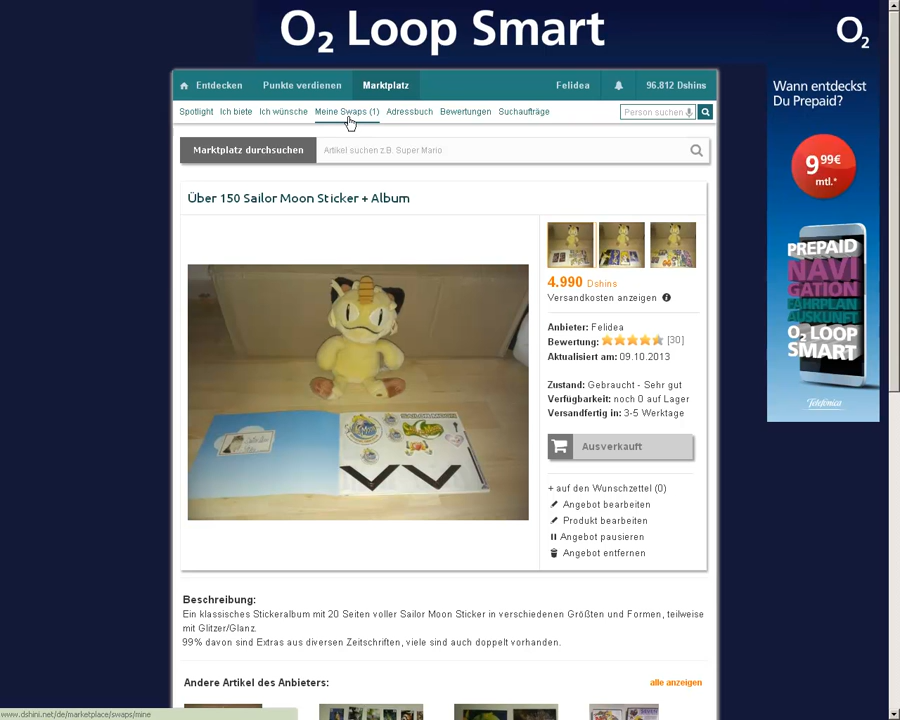 O2 Loop Smart
O2
Entdecken Punkte verdienen Marktplatz Felidea 96.812 Dshins
Spotlight Ich biete Ich wünsche Meine Swaps (1) Adressbuch Bewertungen Suchaufträge Person suchen
Marktplatz durchsuchen Artikel suchen z.B. Super Mario
Wann entdeckst
Du Prepaid?
9,99€
mtl.*
PREPAID
NAVI
GATION
FAHRPLAN
AUSKUNFT
O2 LOOP
SMART
Telefónica
Über 150 Sailor Moon Sticker + Album
4.990 Dshins
Versandkosten anzeigen
Anbieter: Felidea
Bewertung: [30]
Aktualisiert am: 09.10.2013
Zustand: Gebraucht - Sehr gut
Verfügbarkeit: noch 0 auf Lager
Versandfertig in: 3-5 Werktage
Ausverkauft
+ auf den Wunschzettel (0)
Angebot bearbeiten
Produkt bearbeiten
Angebot pausieren
Angebot entfernen
Beschreibung:
Ein klassisches Stickeralbum mit 20 Seiten voller Sailor Moon Sticker in verschiedenen Größten und Formen, teilweise
mit Glitzer/Glanz.
99% davon sind Extras aus diversen Zeitschriften, viele sind auch doppelt vorhanden.
Andere Artikel des Anbieters: alle anzeigen
www.dshini.net/de/marketplace/swaps/mine